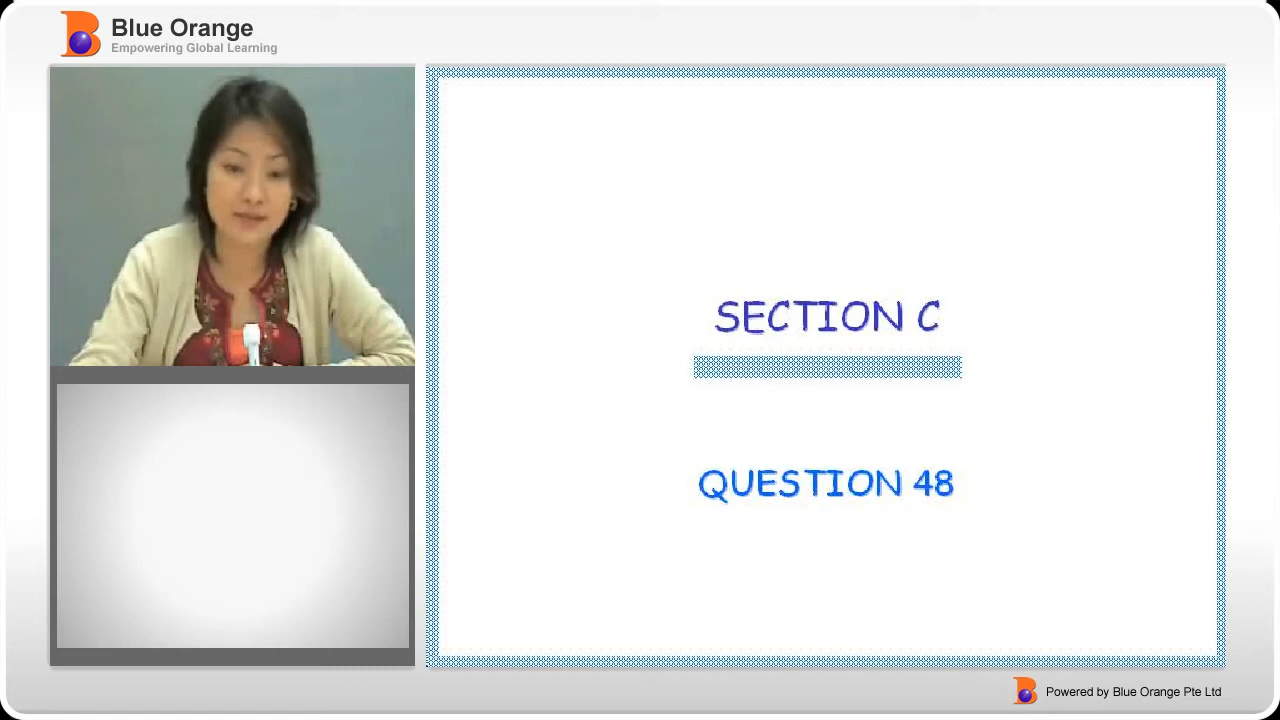 Blue Orange
Empowering Global Learning
SECTION C
QUESTION 48
Powered by Blue Orange Pte Ltd